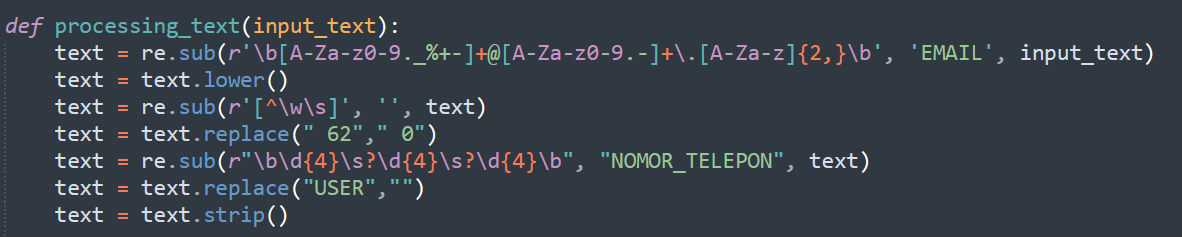 def processing_text(input_text):
    text = re.sub(r'\b[A-Za-z0-9._%+-]+@[A-Za-z0-9.-]+\.[A-Za-z]{2,}\b', 'EMAIL', input_text)
    text = text.lower()
    text = re.sub(r'[^\w\s]', '', text)
    text = text.replace(" 62"," 0")
    text = re.sub(r"\b\d{4}\s?\d{4}\s?\d{4}\b", "NOMOR_TELEPON", text)
    text = text.replace("USER","")
    text = text.strip()